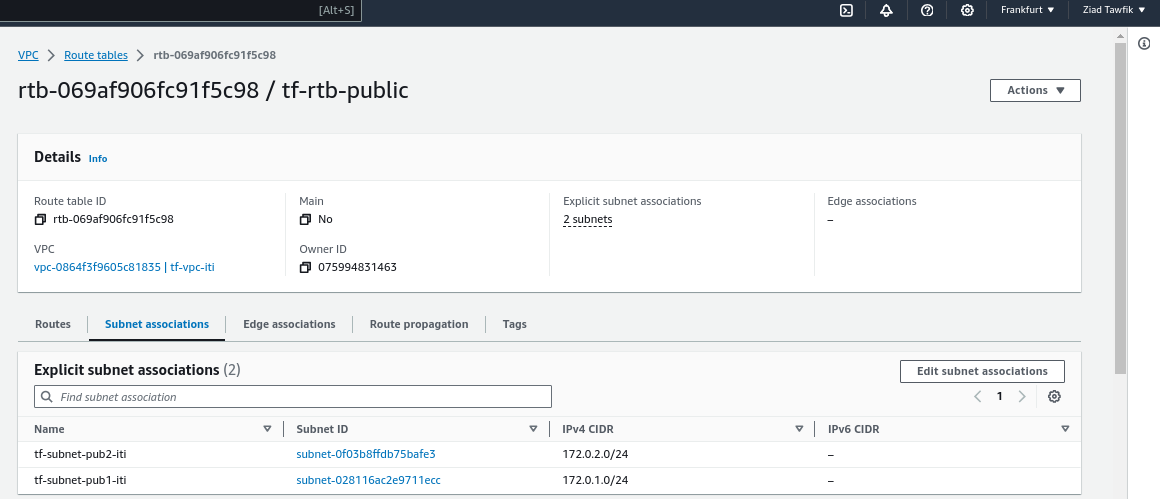 [Alt+S]
Frankfurt
Ziad Tawfik
VPC
Route tables
rtb-069af906fc91f5c98
rtb-069af906fc91f5c98 / tf-rtb-public
Actions
Details Info
Route table ID
rtb-069af906fc91f5c98
Main
No
Explicit subnet associations
2 subnets
Edge associations
–
VPC
vpc-0864f3f9605c81835 | tf-vpc-iti
Owner ID
075994831463
Routes
Subnet associations
Edge associations
Route propagation
Tags
Explicit subnet associations (2)
Edit subnet associations
Find subnet association
1
Name Subnet ID IPv4 CIDR IPv6 CIDR
tf-subnet-pub2-iti subnet-0f03b8ffdb75bafe3 172.0.2.0/24 –
tf-subnet-pub1-iti subnet-028116ac2e9711ecc 172.0.1.0/24 –